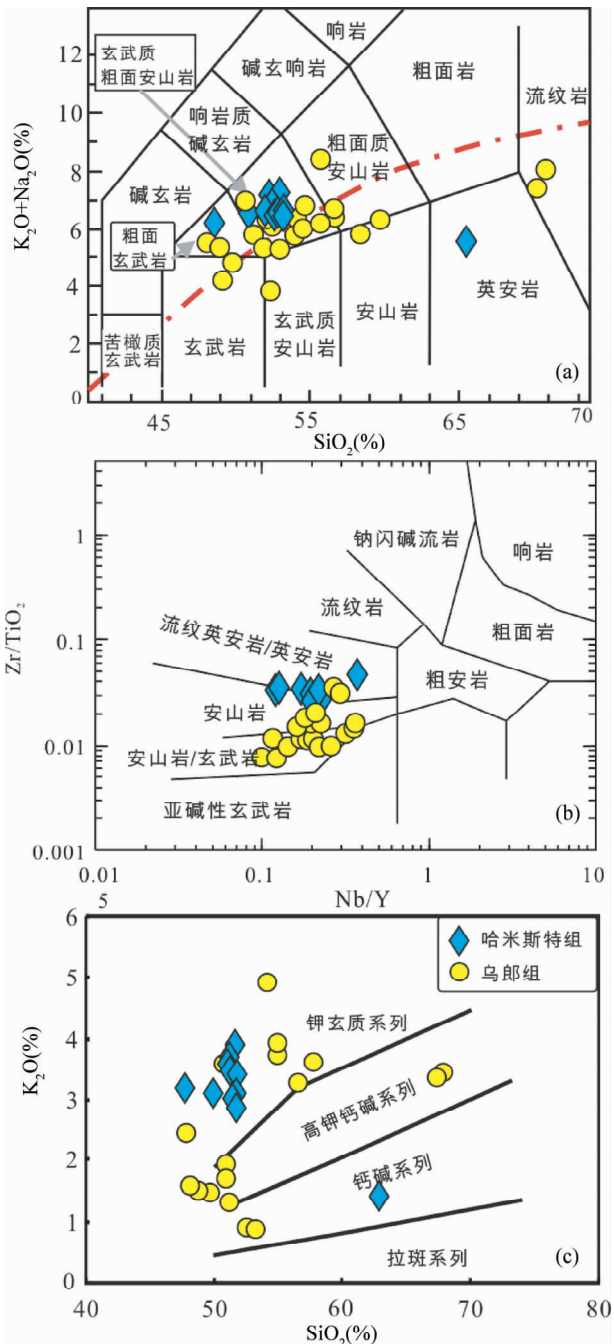 12
10
8
6
4
2
0
K₂O+Na₂O(%)
玄武质
粗面安山岩
响岩
碱玄响岩
粗面岩
流纹岩
响岩质
碱玄岩
粗面质
安山岩
碱玄岩
粗面
玄武岩
英安岩
苦橄质
玄武岩
玄武岩
玄武质
安山岩
安山岩
(a)
45
55
65
70
SiO₂(%)
1
0.1
0.01
0.001
Zr/TiO₂
钠闪碱流岩
响岩
流纹岩
粗面岩
流纹英安岩/英安岩
粗安岩
安山岩
安山岩/玄武岩
亚碱性玄武岩
(b)
0.01
0.1
1
10
Nb/Y
5
6
5
4
3
2
1
0
K₂O(%)
哈米斯特组
乌郎组
钾玄质系列
高钾钙碱系列
钙碱系列
拉斑系列
(c)
40
50
60
70
80
SiO₂(%)